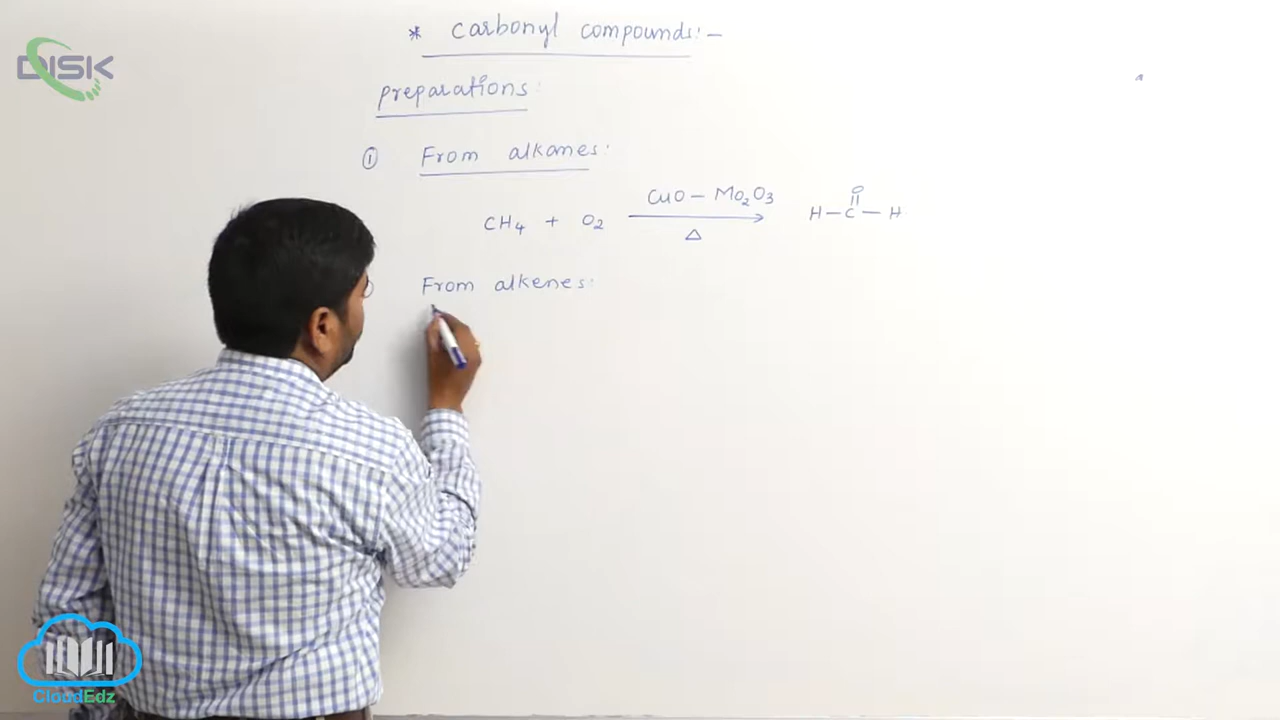 DISK
* carbonyl compounds:-
preparations:
① From alkanes:
CH₄ + O₂ CuO - Mo₂O₃ △ → H-C-H
O
||
From alkenes:
CloudEdz